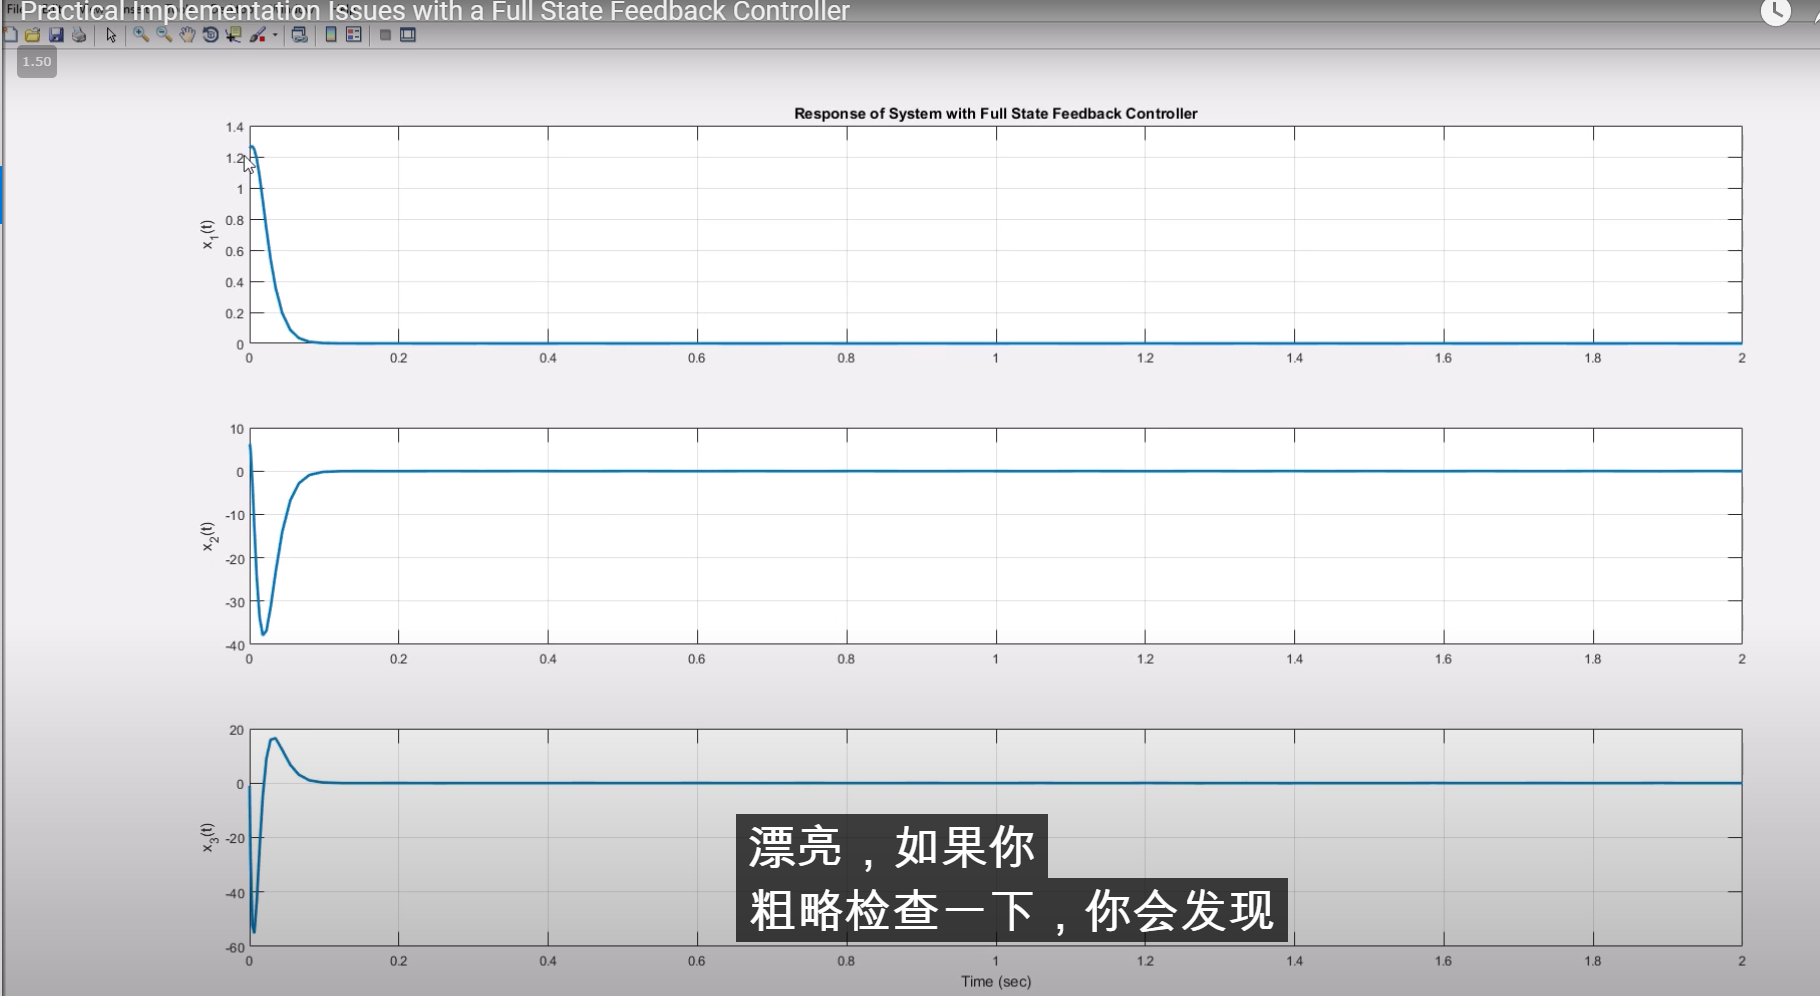 Practical Implementation Issues with a Full State Feedback Controller
1.50
Response of System with Full State Feedback Controller
1.4
1.2
1
0.8
0.6
0.4
0.2
0
x1(t)
0 0.2 0.4 0.6 0.8 1 1.2 1.4 1.6 1.8 2
10
0
-10
-20
-30
-40
x2(t)
0 0.2 0.4 0.6 0.8 1 1.2 1.4 1.6 1.8 2
20
0
-20
-40
-60
x3(t)
0 0.2 0.4 0.6 0.8 1 1.2 1.4 1.6 1.8 2
Time (sec)
漂亮，如果你
粗略检查一下，你会发现